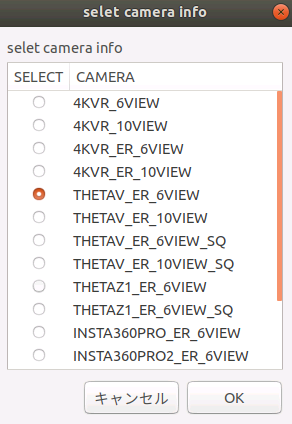 selet camera info
selet camera info
SELECT CAMERA
4KVR_6VIEW
4KVR_10VIEW
4KVR_ER_6VIEW
4KVR_ER_10VIEW
THETAV_ER_6VIEW
THETAV_ER_10VIEW
THETAV_ER_6VIEW_SQ
THETAV_ER_10VIEW_SQ
THETAZ1_ER_6VIEW
THETAZ1_ER_6VIEW_SQ
INSTA360PRO_ER_6VIEW
INSTA360PRO2_ER_6VIEW
キャンセル OK